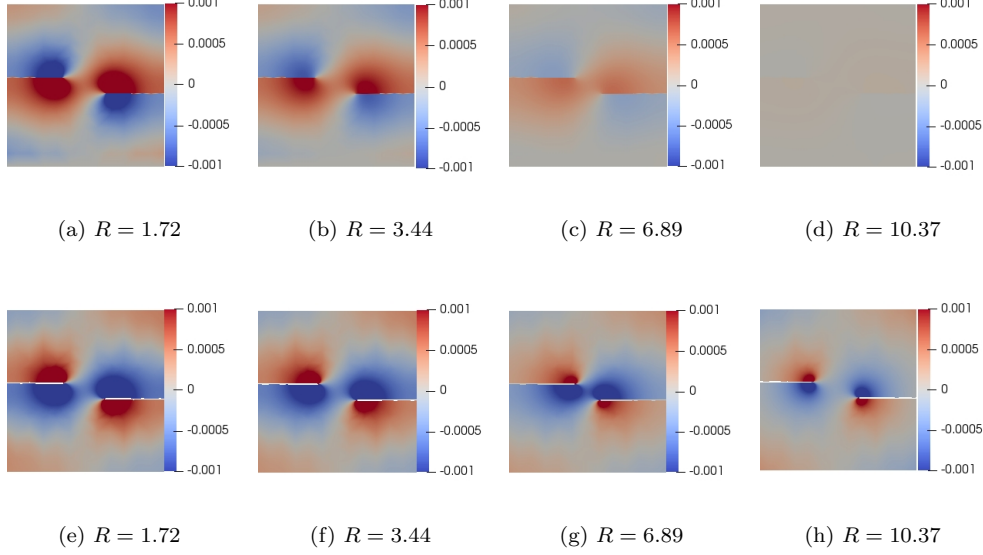 0.001 0.001 0.001 0.001
0.0005 0.0005 0.0005 0.0005
0 0 0 0
-0.0005 -0.0005 -0.0005 -0.0005
-0.001 -0.001 -0.001 -0.001
(a) R = 1.72 (b) R = 3.44 (c) R = 6.89 (d) R = 10.37
0.001 0.001 0.001 0.001
0.0005 0.0005 0.0005 0.0005
0 0 0 0
-0.0005 -0.0005 -0.0005 -0.0005
-0.001 -0.001 -0.001 -0.001
(e) R = 1.72 (f) R = 3.44 (g) R = 6.89 (h) R = 10.37